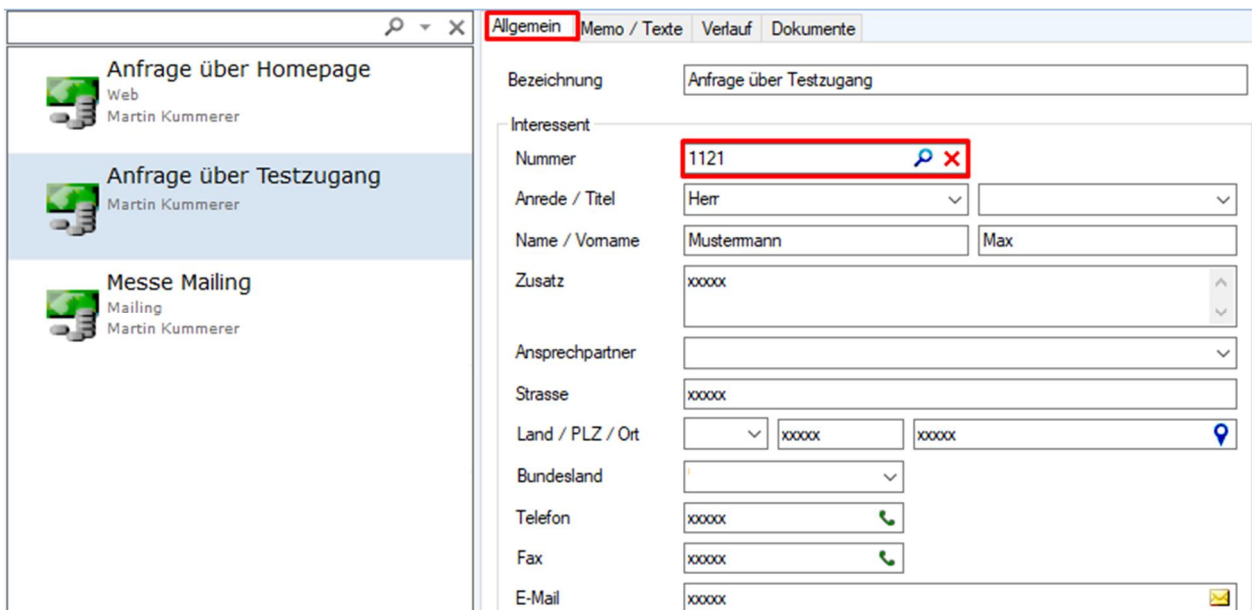 Anfrage über Homepage
Web
Martin Kummerer
Anfrage über Testzugang
Martin Kummerer
Messe Mailing
Mailing
Martin Kummerer
Allgemein Memo / Texte Verlauf Dokumente
Bezeichnung Anfrage über Testzugang
Interessent
Nummer 1121
Anrede / Titel Herr
Name / Vorname Mustermann Max
Zusatz xxxxx
Ansprechpartner
Strasse xxxxx
Land / PLZ / Ort xxxxx xxxxx
Bundesland
Telefon xxxxx
Fax xxxxx
E-Mail xxxxx